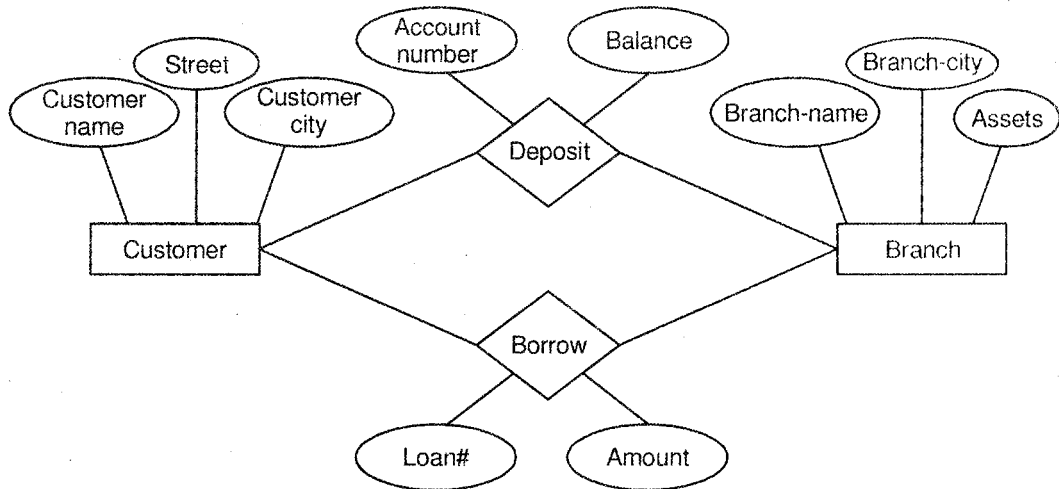 Account
number
Balance
Street
Branch-city
Customer
name
Customer
city
Branch-name
Assets
Deposit
Customer
Branch
Borrow
Loan#
Amount